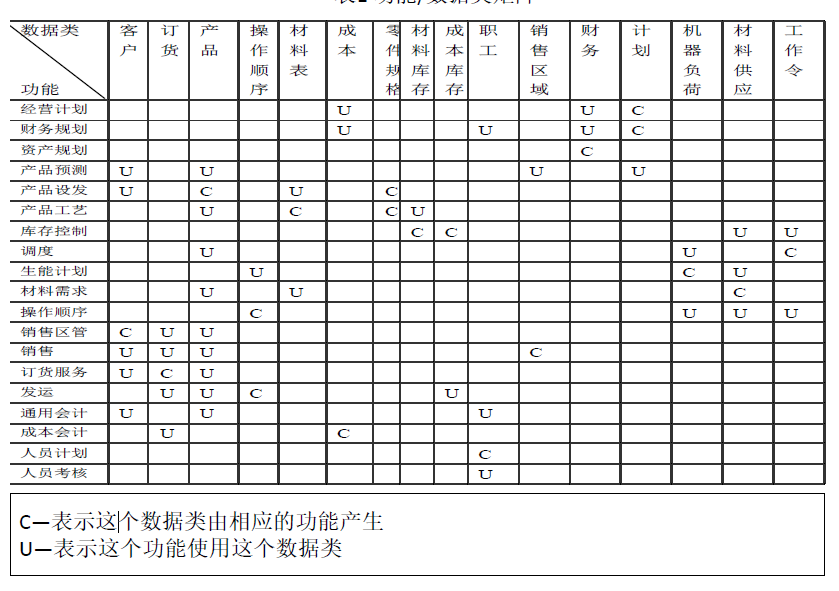 功能/数据类矩阵
数据类 客户 订货 产品 操作顺序 材料表 成本 零件规格 材料库存 成本库存 职工 销售区域 财务 计划 机器负荷 材料供应 工作令
功能
经营计划 U U C
财务规划 U U U C
资产规划 C
产品预测 U U U U
产品设发 U C U C
产品工艺 U C C U
库存控制 C C U U
调度 U U C
生能计划 U C U
材料需求 U U C
操作顺序 C U U U
销售区管 C U U
销售 U U U C
订货服务 U C U
发运 U U C U
通用会计 U U U
成本会计 U C
人员计划 C
人员考核 U
C—表示这个数据类由相应的功能产生
U—表示这个功能使用这个数据类